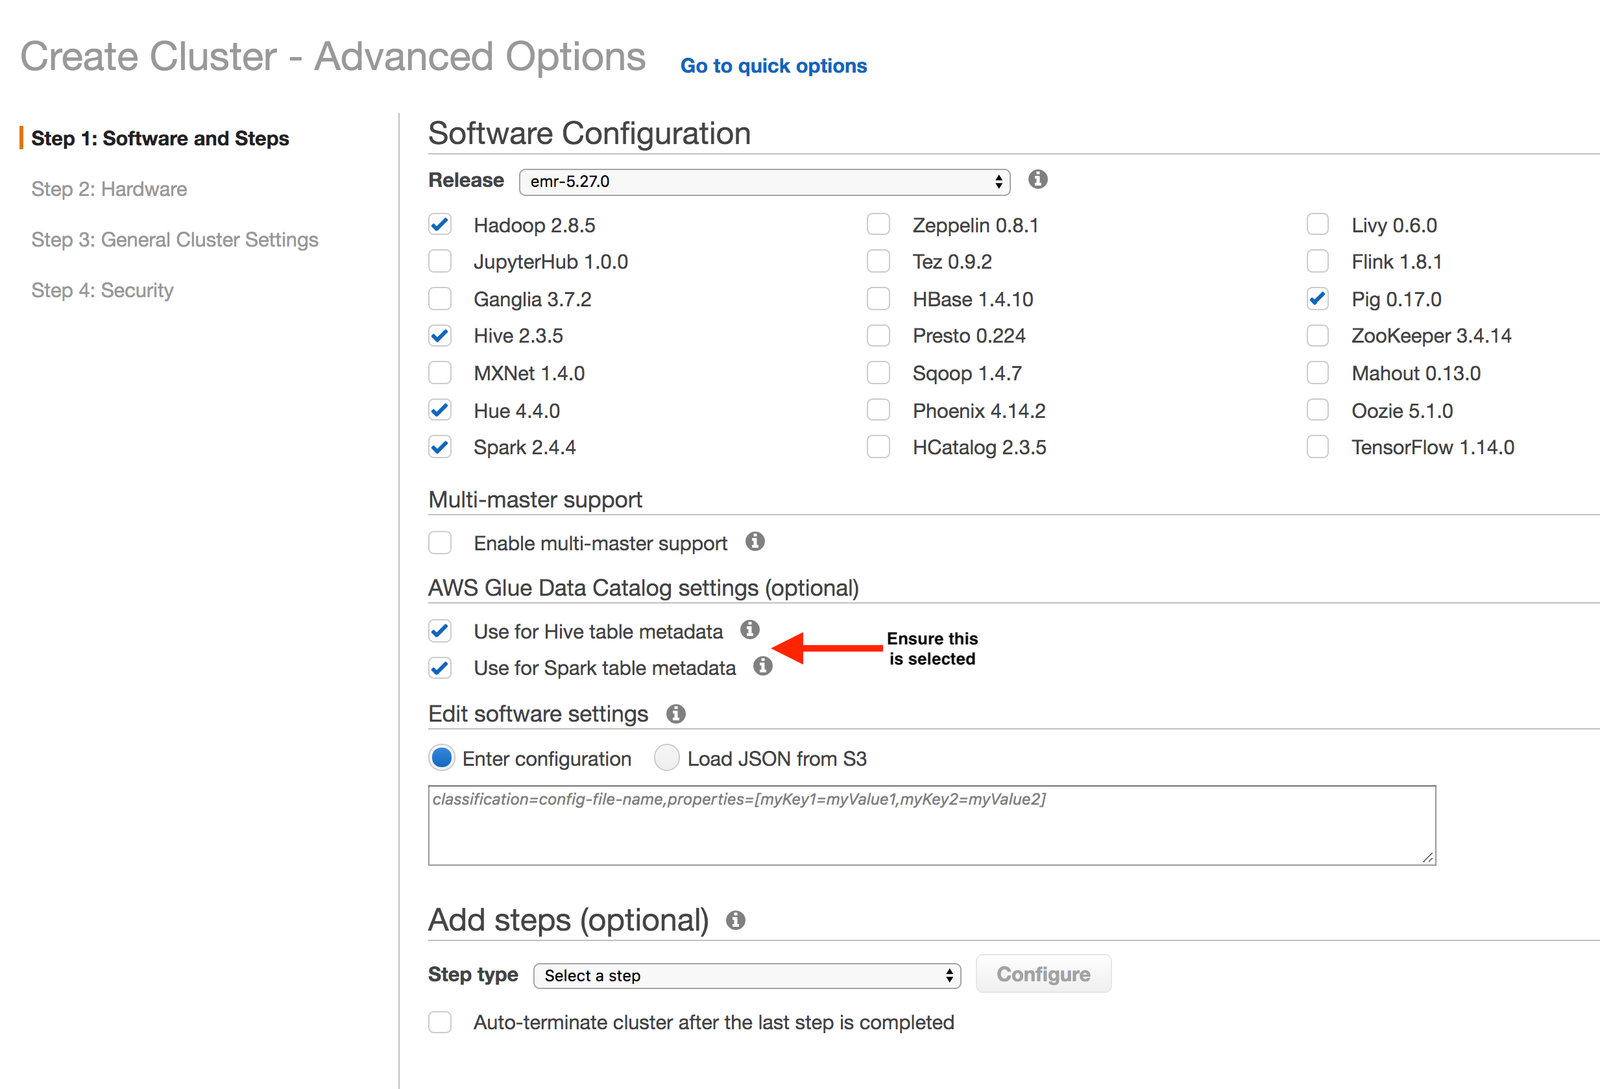 Create Cluster - Advanced Options Go to quick options
Step 1: Software and Steps
Step 2: Hardware
Step 3: General Cluster Settings
Step 4: Security
Software Configuration
Release emr-5.27.0
Hadoop 2.8.5 Zeppelin 0.8.1 Livy 0.6.0
JupyterHub 1.0.0 Tez 0.9.2 Flink 1.8.1
Ganglia 3.7.2 HBase 1.4.10 Pig 0.17.0
Hive 2.3.5 Presto 0.224 ZooKeeper 3.4.14
MXNet 1.4.0 Sqoop 1.4.7 Mahout 0.13.0
Hue 4.4.0 Phoenix 4.14.2 Oozie 5.1.0
Spark 2.4.4 HCatalog 2.3.5 TensorFlow 1.14.0
Multi-master support
Enable multi-master support
AWS Glue Data Catalog settings (optional)
Use for Hive table metadata
Use for Spark table metadata
Ensure this
is selected
Edit software settings
Enter configuration Load JSON from S3
classification=config-file-name,properties=[myKey1=myValue1,myKey2=myValue2]
Add steps (optional)
Step type Select a step Configure
Auto-terminate cluster after the last step is completed